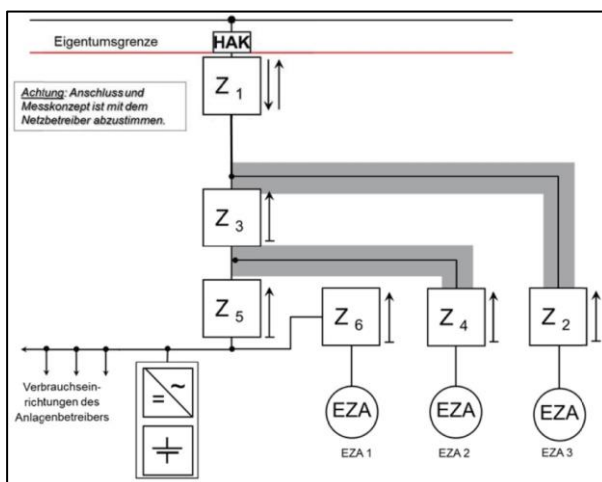 Eigentumsgrenze
HAK
Z 1
Achtung: Anschluss und
Messkonzept ist mit dem
Netzbetreiber abzustimmen.
Z 3
Z 5
Z 6
Z 4
Z 2
Verbrauchsein-
richtungen des
Anlagenbetreibers
= ~
EZA
EZA
EZA
EZA 1
EZA 2
EZA 3